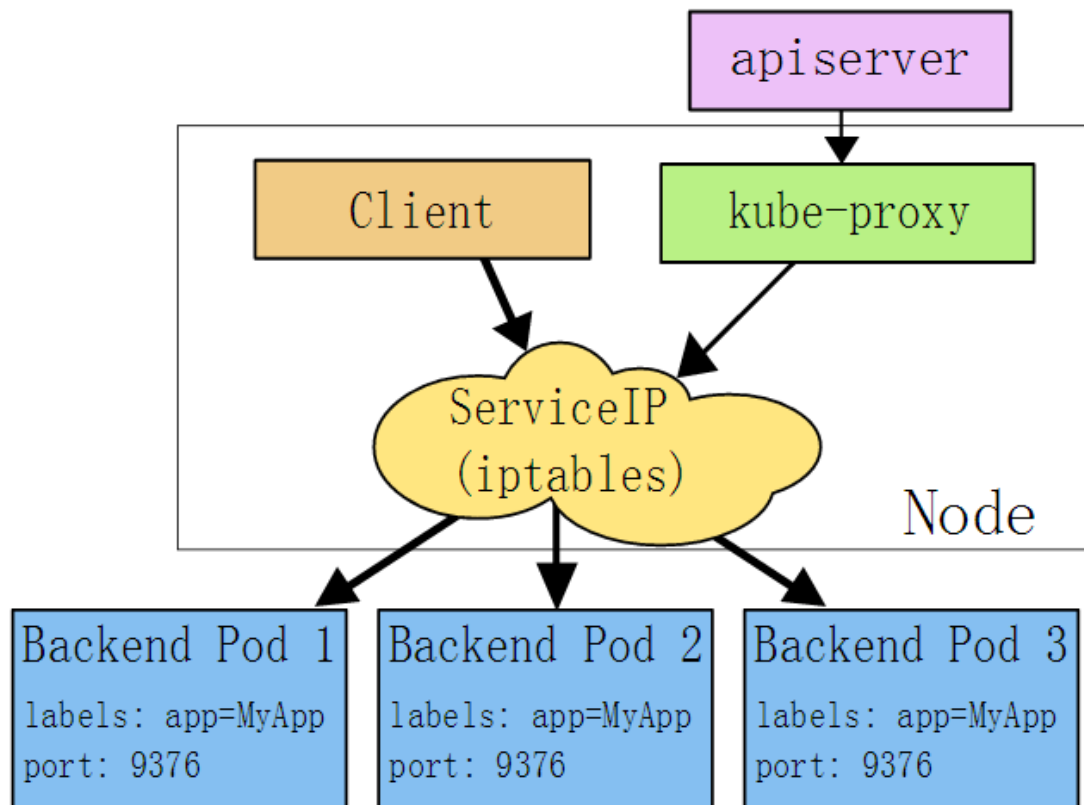 apiserver
Client
kube-proxy
ServiceIP
(iptables)
Node
Backend Pod 1
labels: app=MyApp
port: 9376
Backend Pod 2
labels: app=MyApp
port: 9376
Backend Pod 3
labels: app=MyApp
port: 9376